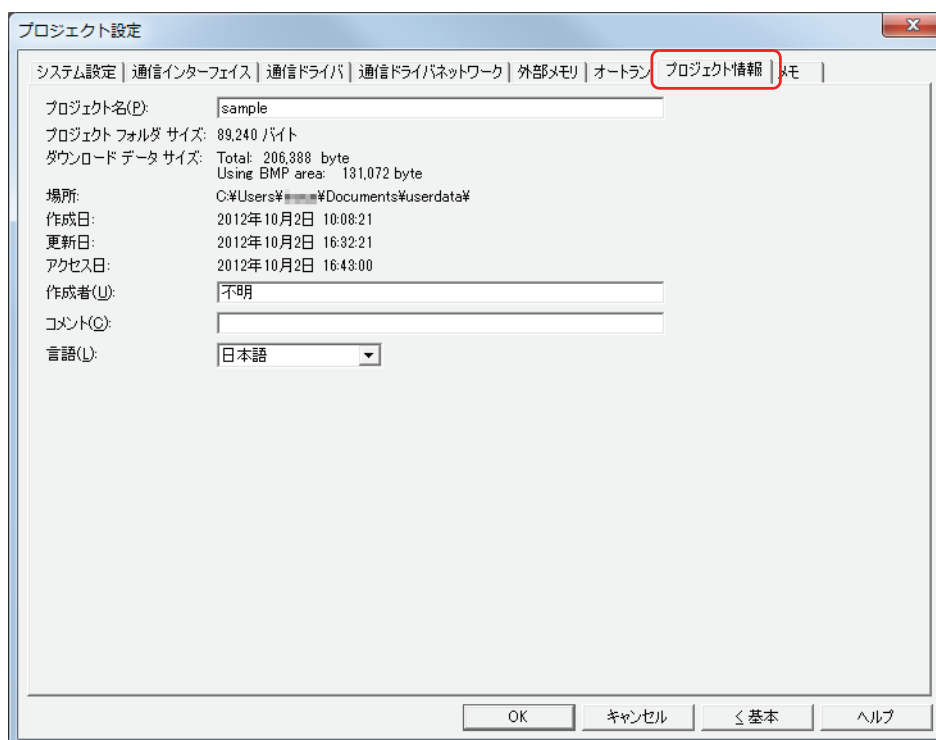 プロジェクト設定
システム設定 通信インターフェイス 通信ドライバ 通信ドライバネットワーク 外部メモリ オートラン プロジェクト情報 メモ
プロジェクト名(P): sample
プロジェクト フォルダ サイズ: 89,240 バイト
ダウンロード データ サイズ: Total: 206,388 byte
Using BMP area: 131,072 byte
場所: C:¥Users¥ ¥Documents¥userdata¥
作成日: 2012年10月2日 10:08:21
更新日: 2012年10月2日 16:32:21
アクセス日: 2012年10月2日 16:43:00
作成者(U): 不明
コメント(C):
言語(L): 日本語
OK キャンセル < 基本 ヘルプ